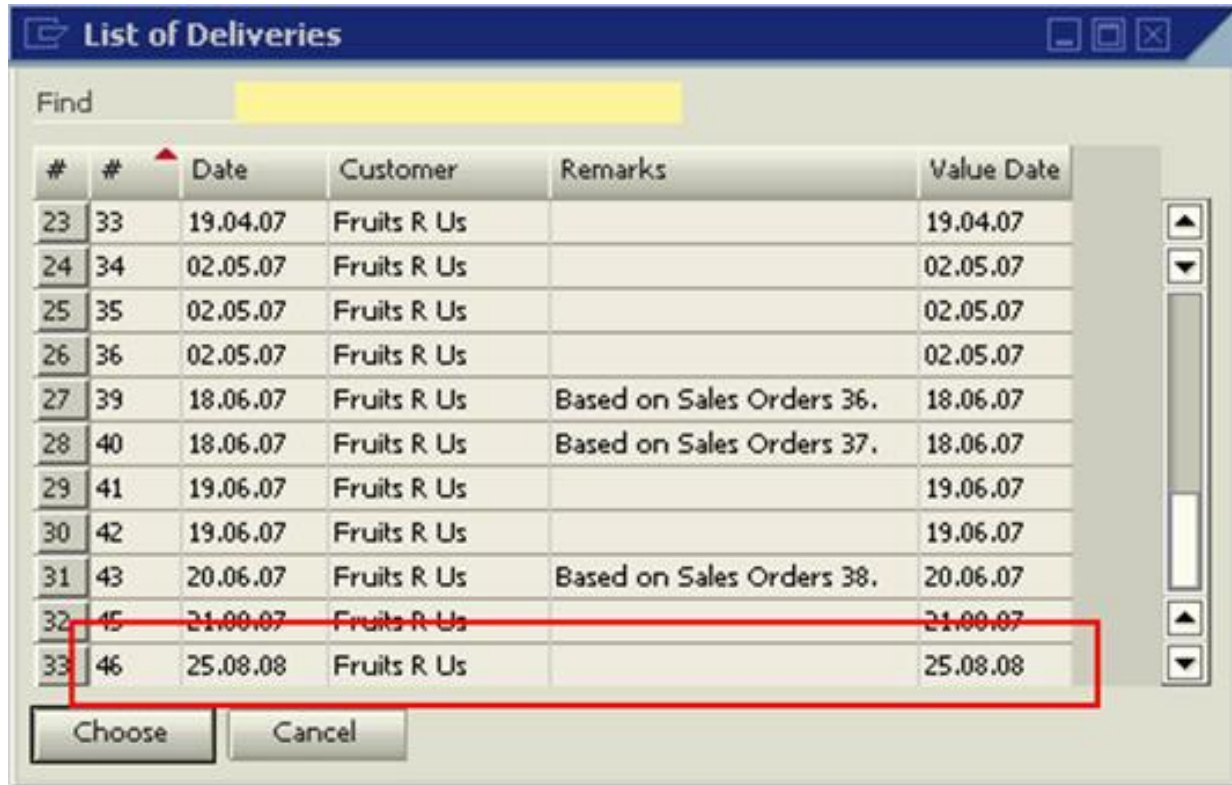 List of Deliveries
Find
# # Date Customer Remarks Value Date
23 33 19.04.07 Fruits R Us 19.04.07
24 34 02.05.07 Fruits R Us 02.05.07
25 35 02.05.07 Fruits R Us 02.05.07
26 36 02.05.07 Fruits R Us 02.05.07
27 39 18.06.07 Fruits R Us Based on Sales Orders 36. 18.06.07
28 40 18.06.07 Fruits R Us Based on Sales Orders 37. 18.06.07
29 41 19.06.07 Fruits R Us 19.06.07
30 42 19.06.07 Fruits R Us 19.06.07
31 43 20.06.07 Fruits R Us Based on Sales Orders 38. 20.06.07
32 45 Fruits R Us
33 46 25.08.08 Fruits R Us 25.08.08
Choose Cancel